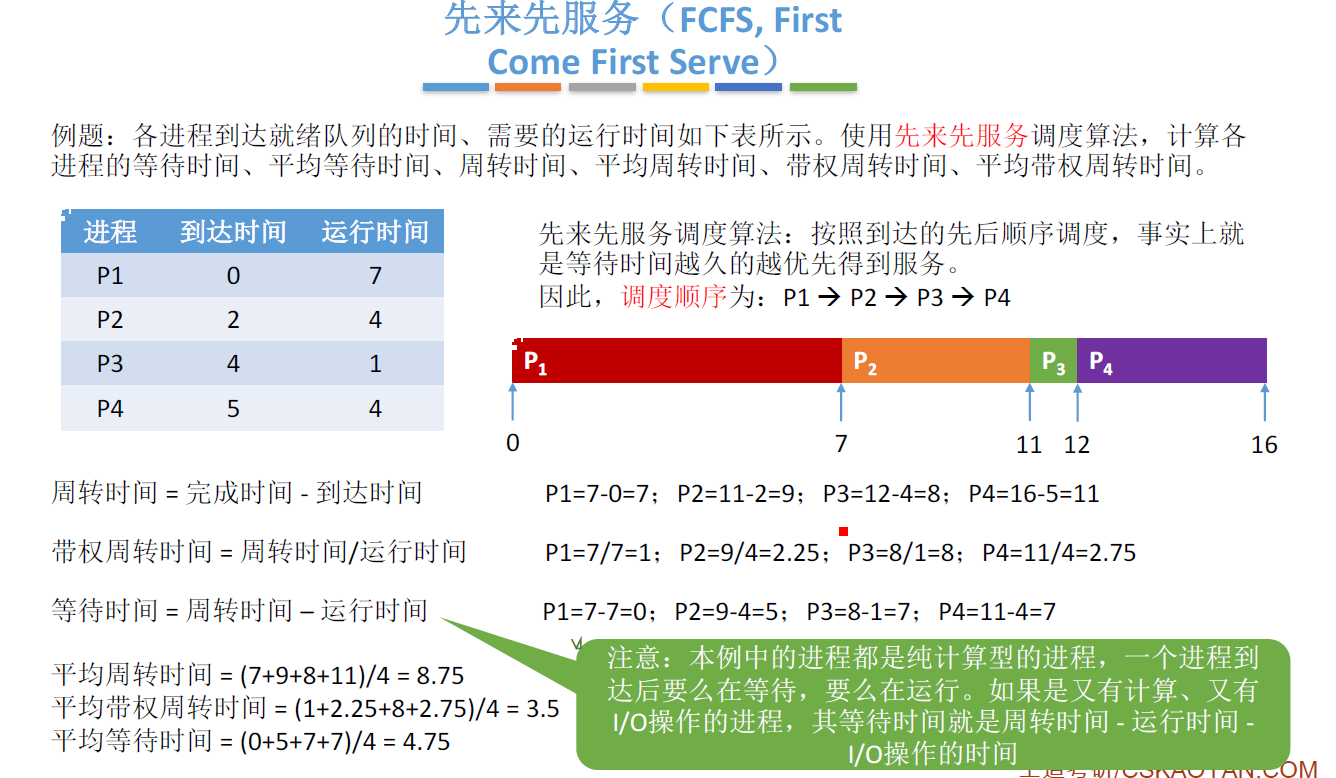 先来先服务（FCFS, First
Come First Serve）
例题：各进程到达就绪队列的时间、需要的运行时间如下表所示。使用先来先服务调度算法，计算各
进程的等待时间、平均等待时间、周转时间、平均周转时间、带权周转时间、平均带权周转时间。
进程 到达时间 运行时间
P1 0 7
P2 2 4
P3 4 1
P4 5 4
先来先服务调度算法：按照到达的先后顺序调度，事实上就
是等待时间越久的越优先得到服务。
因此，调度顺序为：P1 → P2 → P3 → P4
P1 P2 P3 P4
0 7 11 12 16
周转时间 = 完成时间 - 到达时间 P1=7-0=7；P2=11-2=9；P3=12-4=8；P4=16-5=11
带权周转时间 = 周转时间/运行时间 P1=7/7=1；P2=9/4=2.25；P3=8/1=8；P4=11/4=2.75
等待时间 = 周转时间 – 运行时间 P1=7-7=0；P2=9-4=5；P3=8-1=7；P4=11-4=7
平均周转时间 = (7+9+8+11)/4 = 8.75
平均带权周转时间 = (1+2.25+8+2.75)/4 = 3.5
平均等待时间 = (0+5+7+7)/4 = 4.75
注意：本例中的进程都是纯计算型的进程，一个进程到
达后要么在等待，要么在运行。如果是又有计算、又有
I/O操作的进程，其等待时间就是周转时间 - 运行时间 -
I/O操作的时间
王道考研/CSKAOYAN.COM